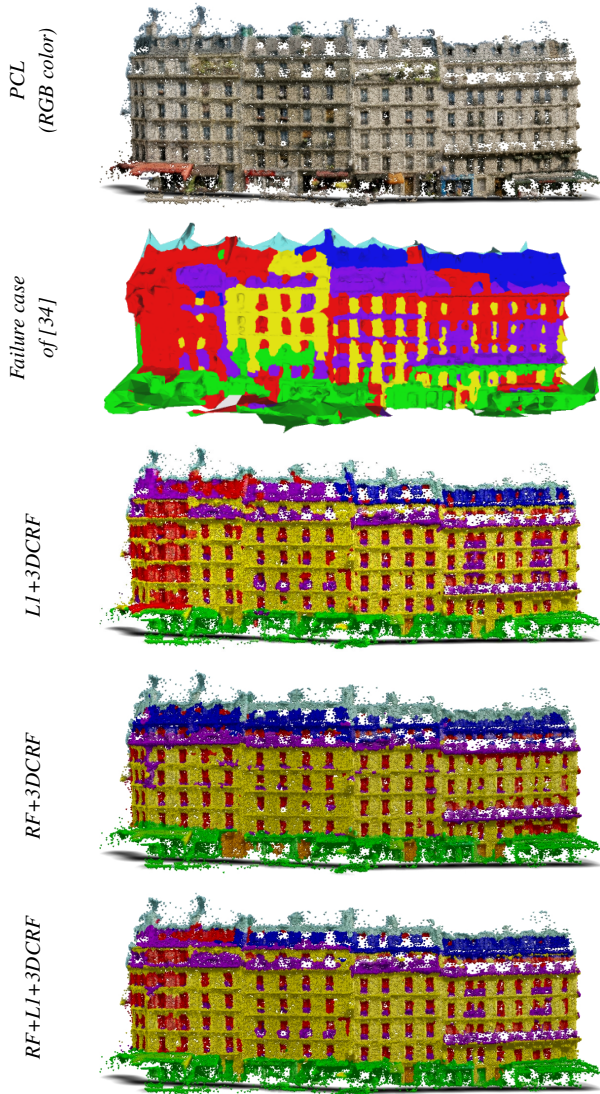 PCL
(RGB color)
Failure case
of [34]
L1+3DCRF
RF+3DCRF
RF+L1+3DCRF